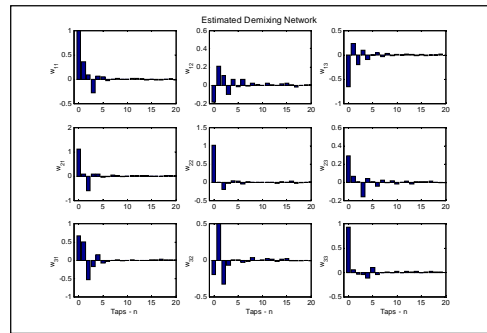 Estimated Demixing Network
1 0.5 0 -0.5 w11 0 5 10 15 20
0.6 0.4 0.2 0 -0.2 w12 0 5 10 15 20
0.5 0 -0.5 -1 w13 0 5 10 15 20
2 1 0 -1 w21 0 5 10 15 20
1.5 1 0.5 0 -0.5 w22 0 5 10 15 20
0.6 0.4 0.2 0 -0.2 w23 0 5 10 15 20
1 0.5 0 -0.5 -1 w31 0 5 10 15 20
0.5 0 -0.5 w32 0 5 10 15 20
1 0.5 0 -0.5 w33 0 5 10 15 20
Taps - n
Taps - n
Taps - n